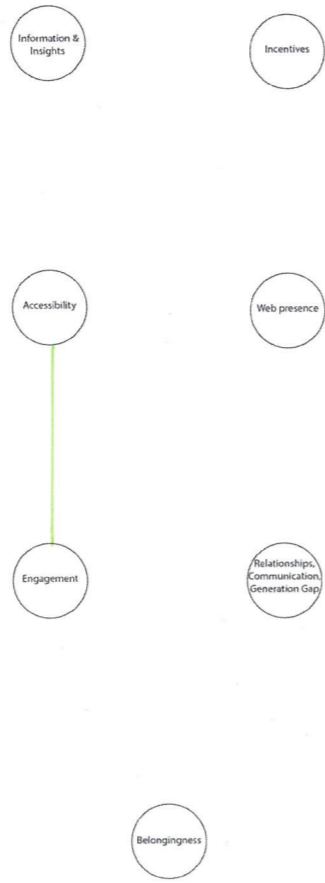 Information &
Insights
Incentives
Accessibility
Web presence
Engagement
Relationships,
Communication,
Generation Gap
Belongingness